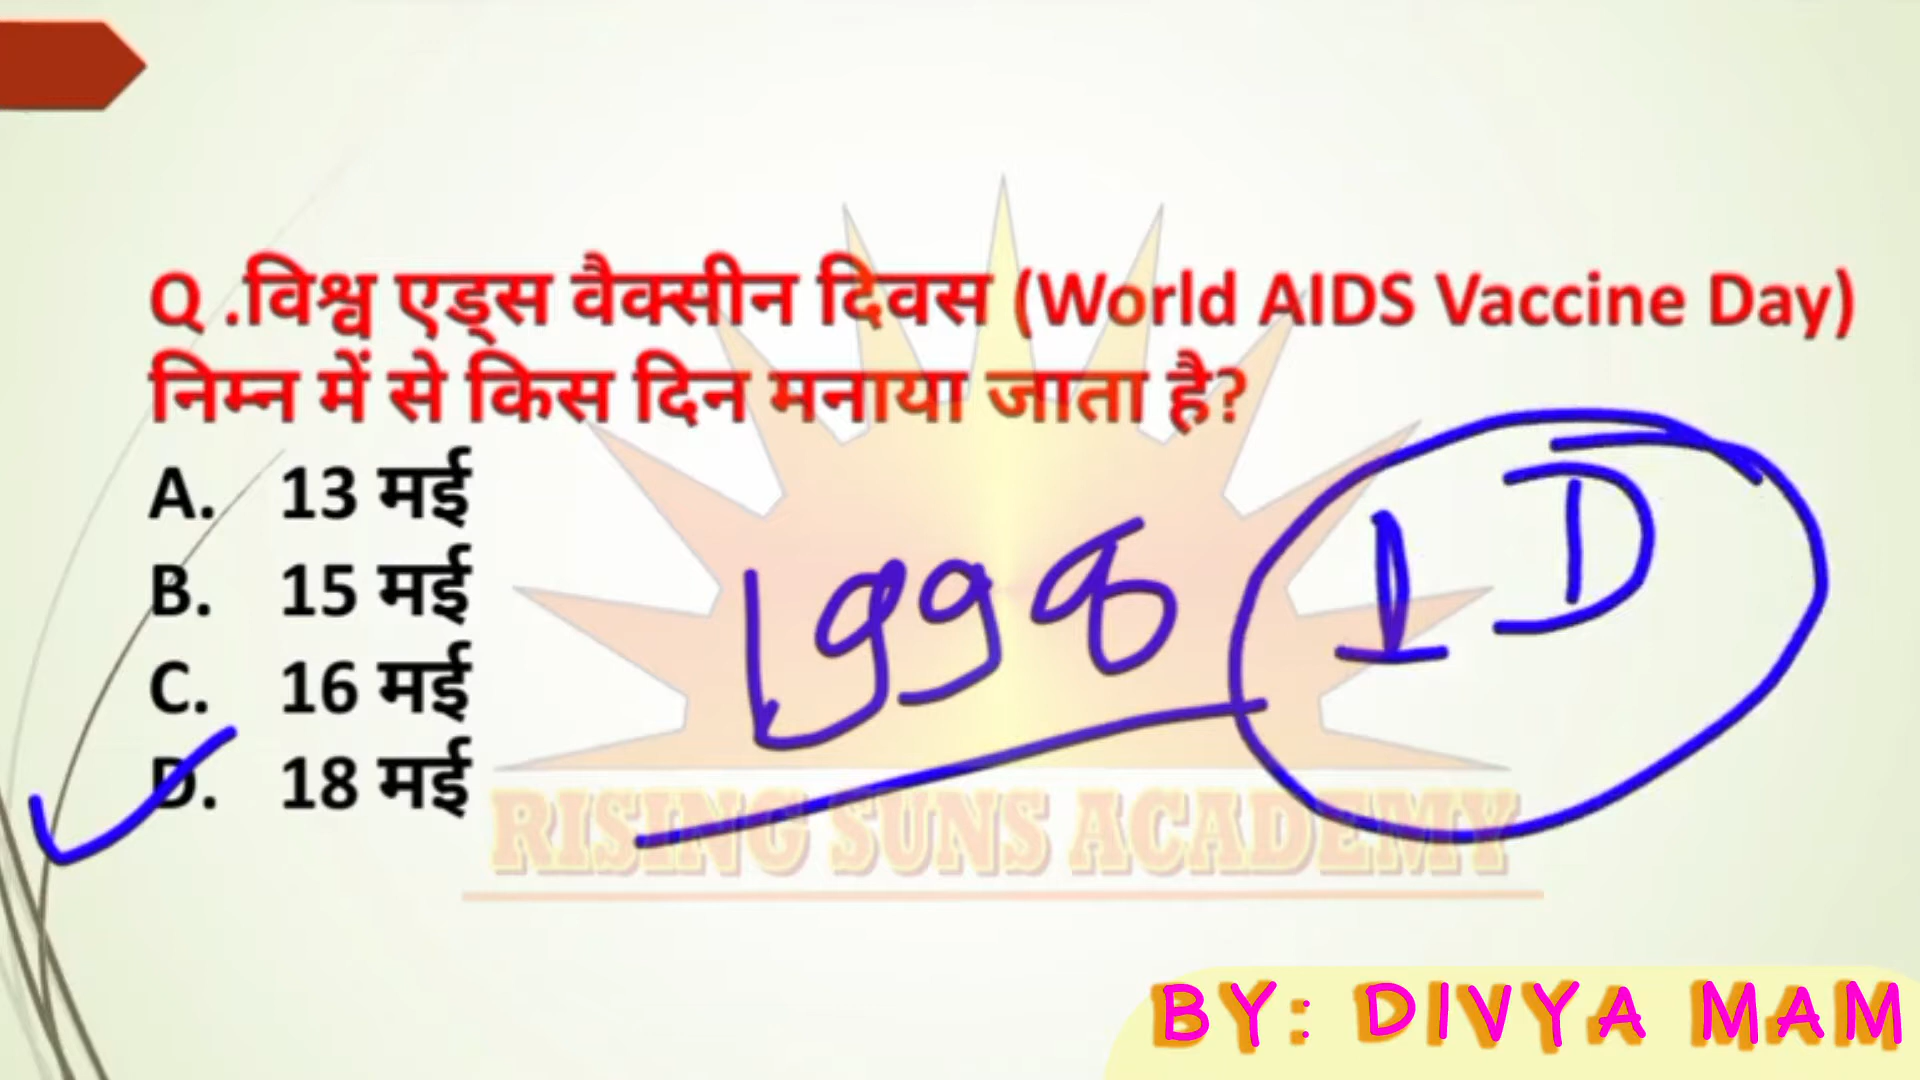 Q .विश्व एड्स वैक्सीन दिवस (World AIDS Vaccine Day)
निम्न में से किस दिन मनाया जाता है?
A. 13 मई
B. 15 मई
C. 16 मई
D. 18 मई
1998
1 D
RISING SUNS ACADEMY
BY: DIVYA MAM